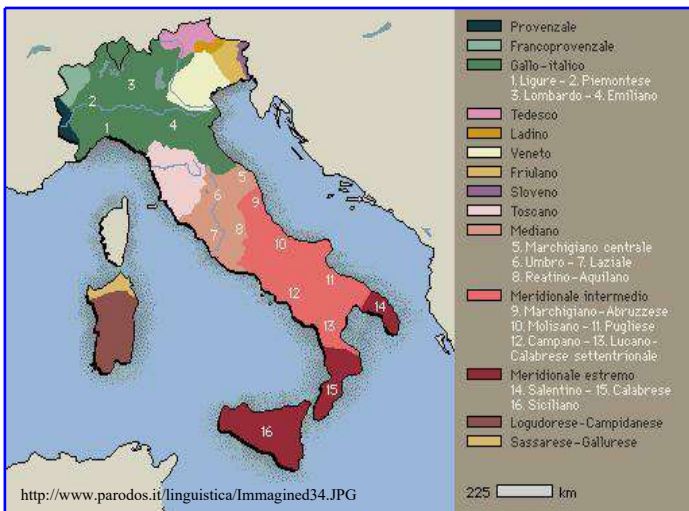 Provenzale
Francoprovenzale
Gallo-italico
1. Ligure - 2. Piemontese
3. Lombardo - 4. Emiliano
Tedesco
Ladino
Veneto
Friulano
Sloveno
Toscano
Mediano
5. Marchigiano centrale
6. Umbro - 7. Laziale
8. Reatino-Aquilano
Meridionale intermedio
9. Marchigiano-Abruzzese
10. Molisano - 11. Pugliese
12. Campano - 13. Lucano-
Calabrese settentrionale
Meridionale estremo
14. Salentino - 15. Calabrese
16. Siciliano
Logudorese-Campidanese
Sassarese-Gallurese
225 km
3
2
1
4
5
6
9
7
8
10
11
12
13
14
15
16
http://www.parodos.it/linguistica/Immagined34.JPG